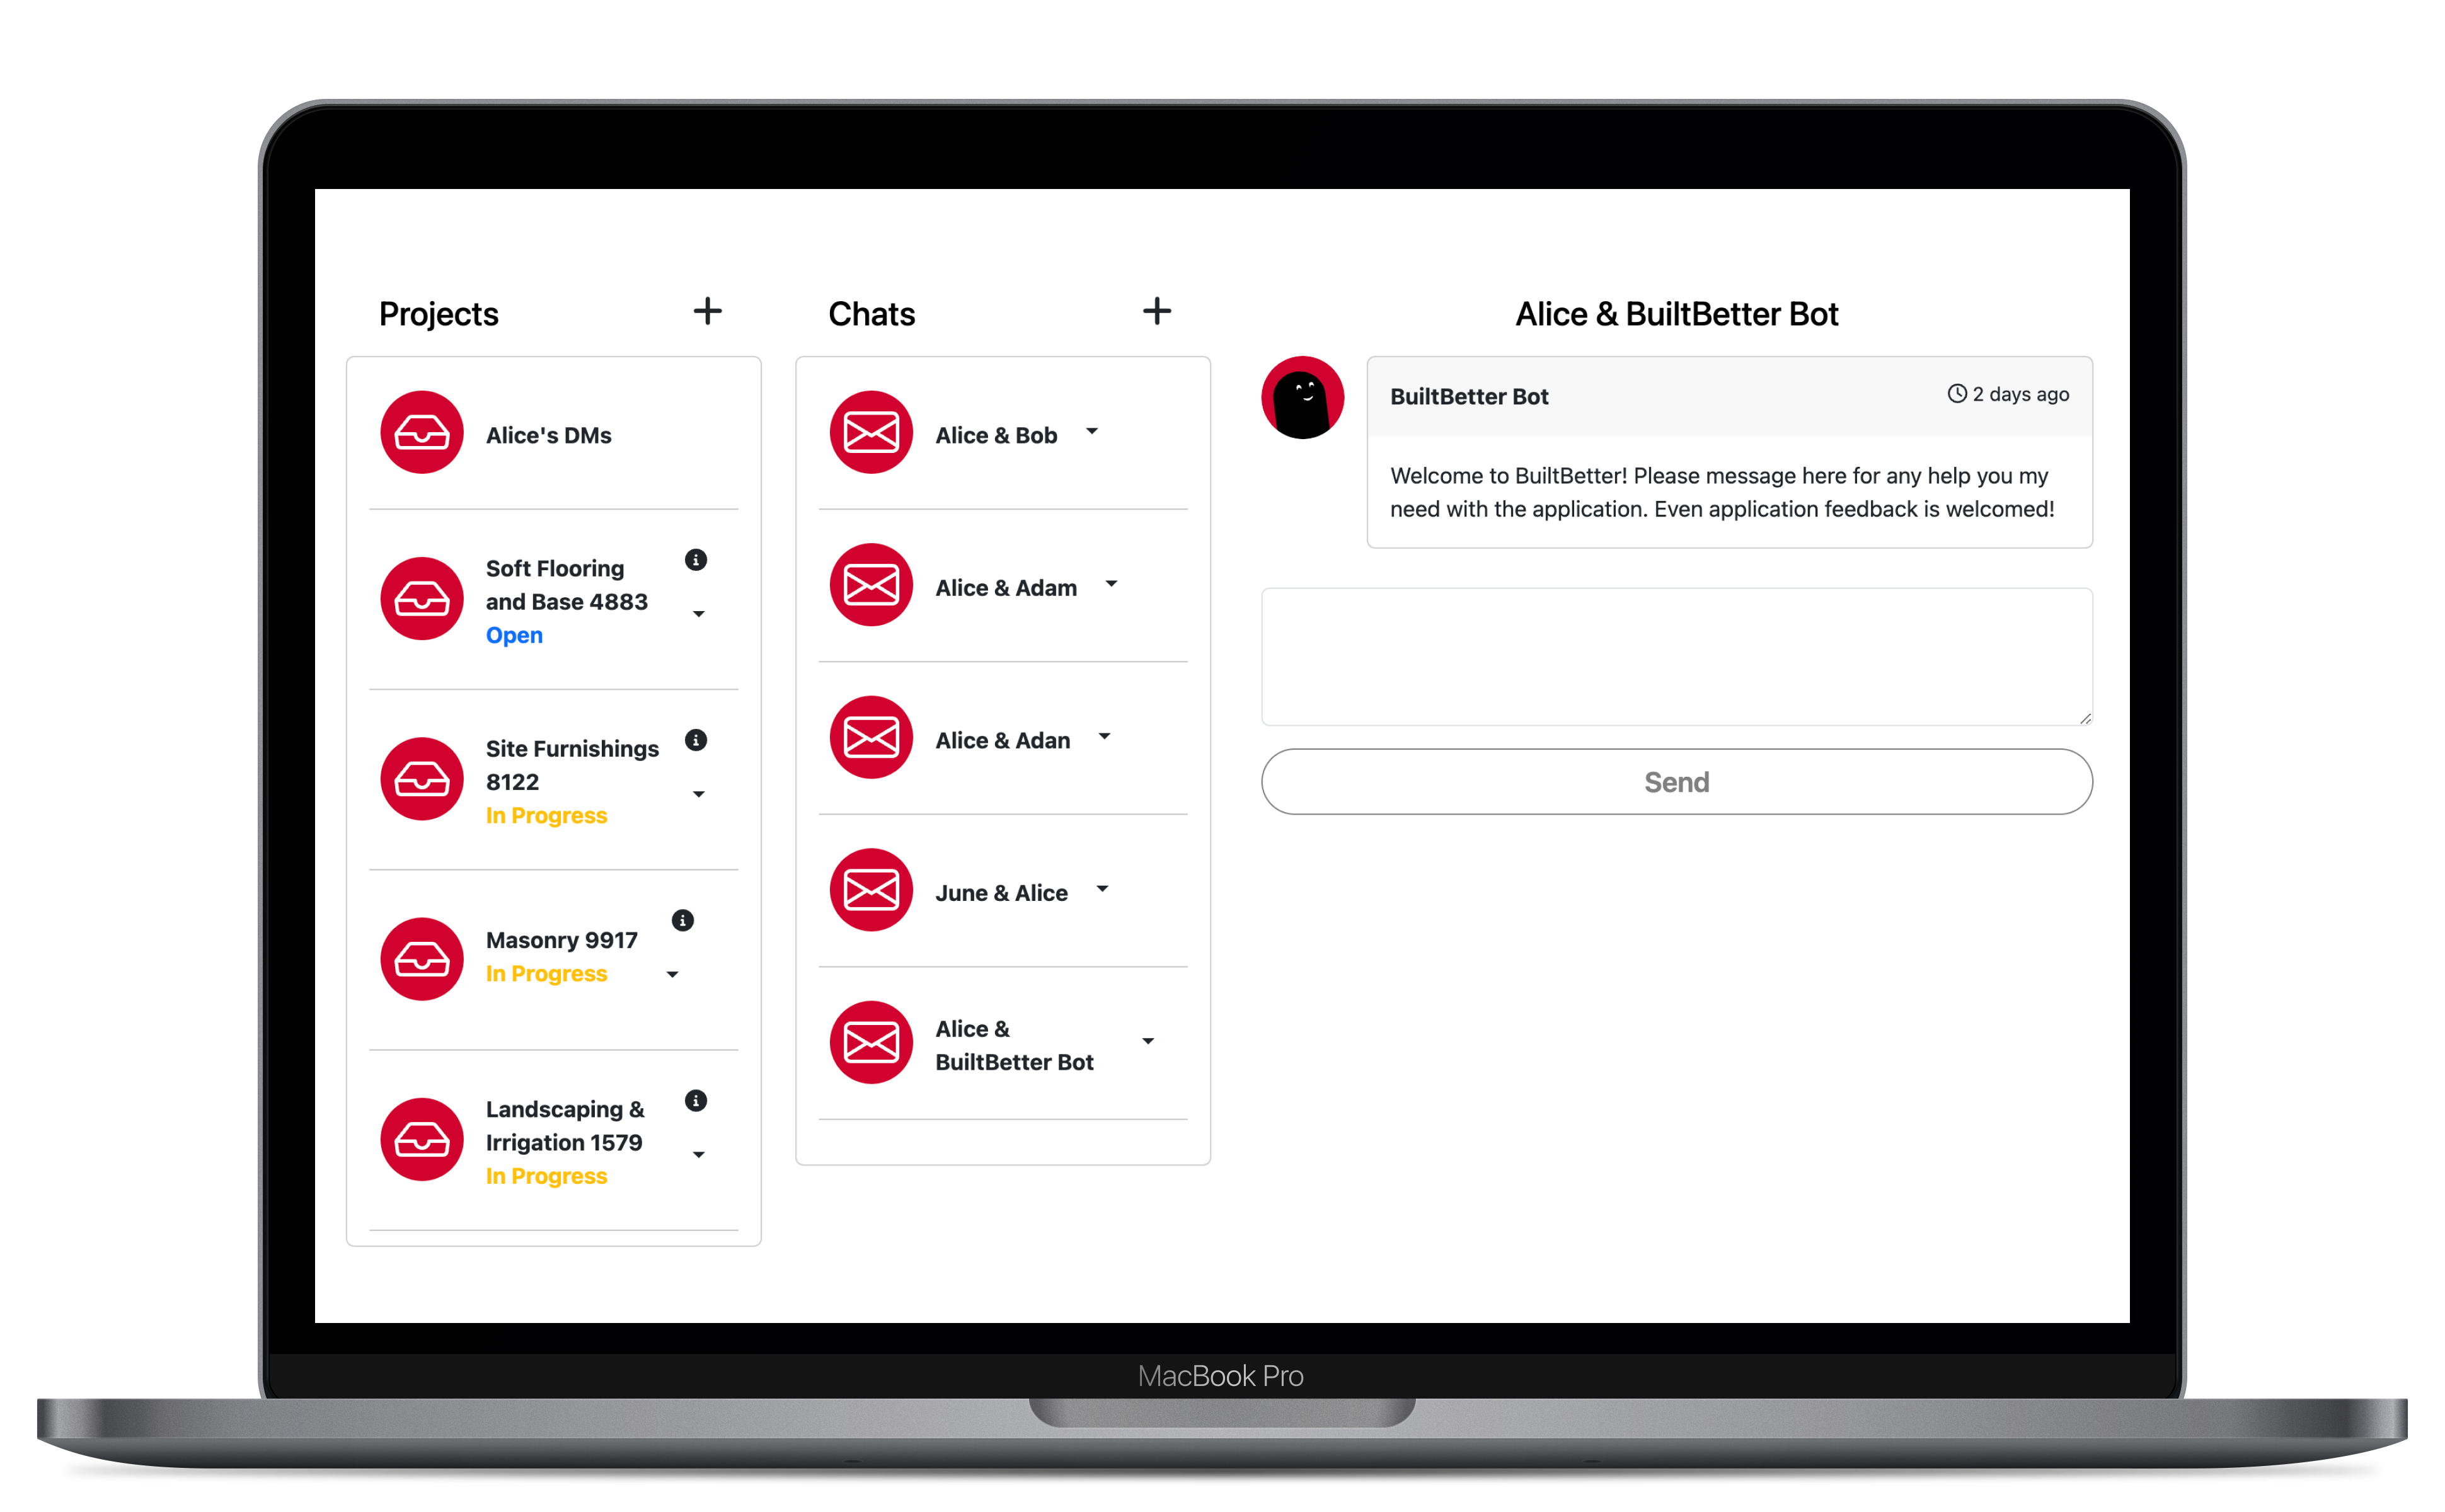 Projects
Alice's DMs
Soft Flooring
and Base 4883
Open
Site Furnishings
8122
In Progress
Masonry 9917
In Progress
Landscaping &
Irrigation 1579
In Progress
Chats
Alice & Bob
Alice & Adam
Alice & Adan
June & Alice
Alice &
BuiltBetter Bot
Alice & BuiltBetter Bot
BuiltBetter Bot
2 days ago
Welcome to BuiltBetter! Please message here for any help you my
need with the application. Even application feedback is welcomed!
Send
MacBook Pro